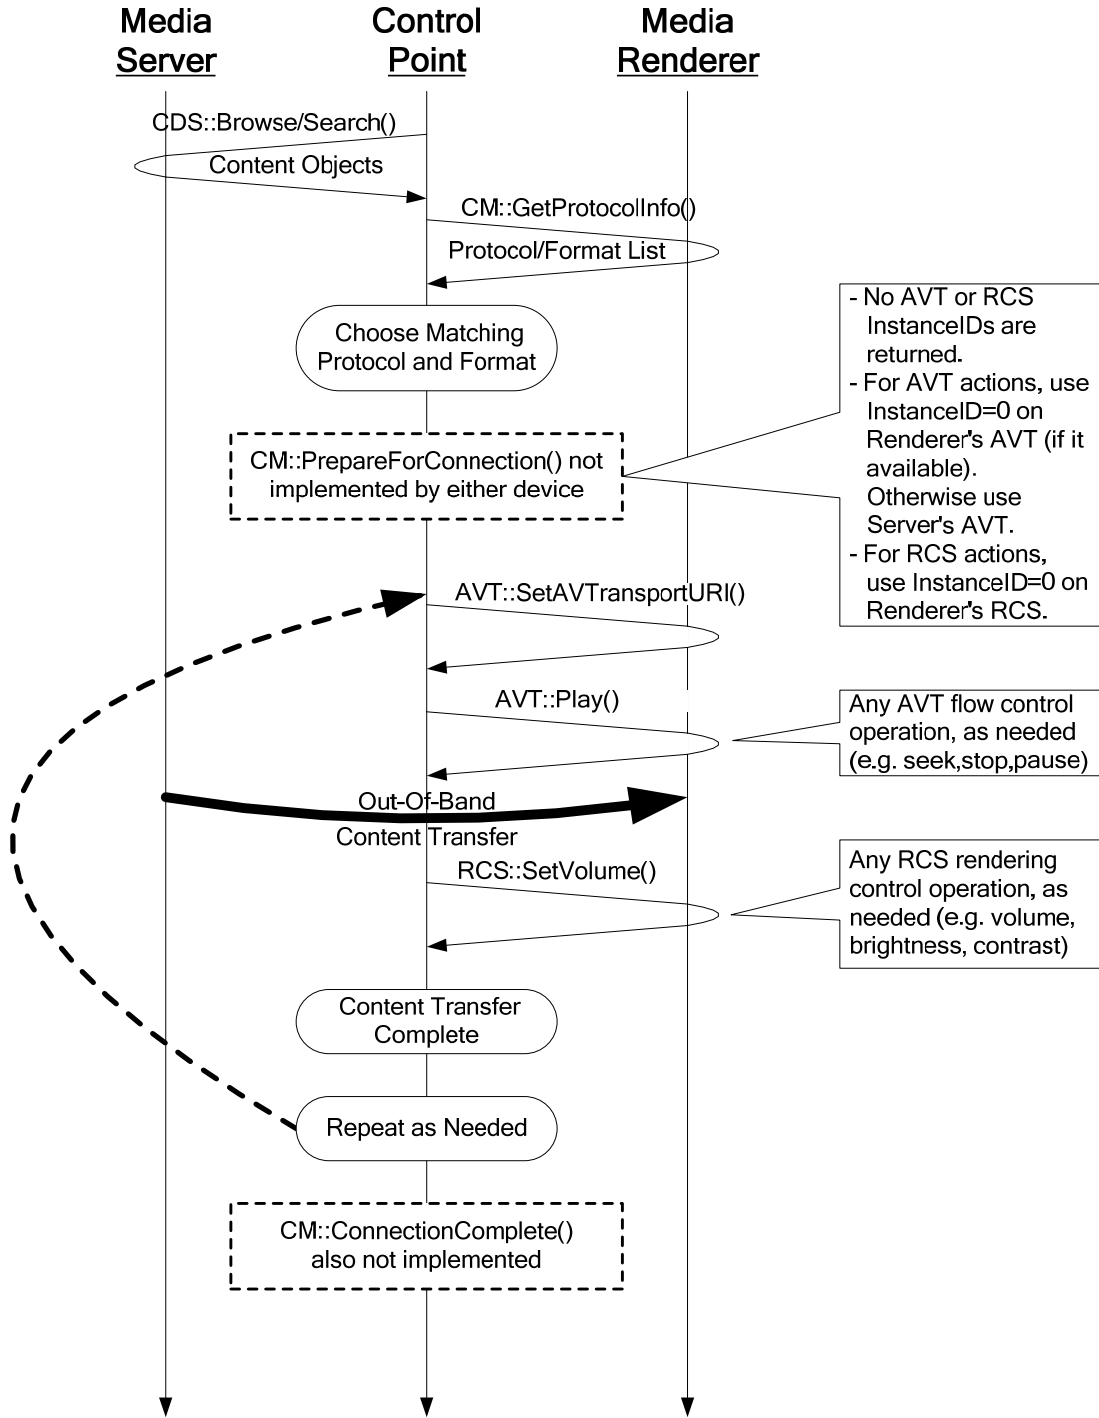 Media
Server
Control
Point
Media
Renderer
CDS::Browse/Search()
Content Objects
CM::GetProtocolInfo()
Protocol/Format List
Choose Matching
Protocol and Format
CM::PrepareForConnection() not
implemented by either device
- No AVT or RCS
InstanceIDs are
returned.
- For AVT actions, use
InstanceID=0 on
Renderer's AVT (if it
available).
Otherwise use
Server's AVT.
- For RCS actions,
use InstanceID=0 on
Renderer's RCS.
AVT::SetAVTransportURI()
AVT::Play()
Any AVT flow control
operation, as needed
(e.g. seek,stop,pause)
Out-Of-Band
Content Transfer
RCS::SetVolume()
Any RCS rendering
control operation, as
needed (e.g. volume,
brightness, contrast)
Content Transfer
Complete
Repeat as Needed
CM::ConnectionComplete()
also not implemented